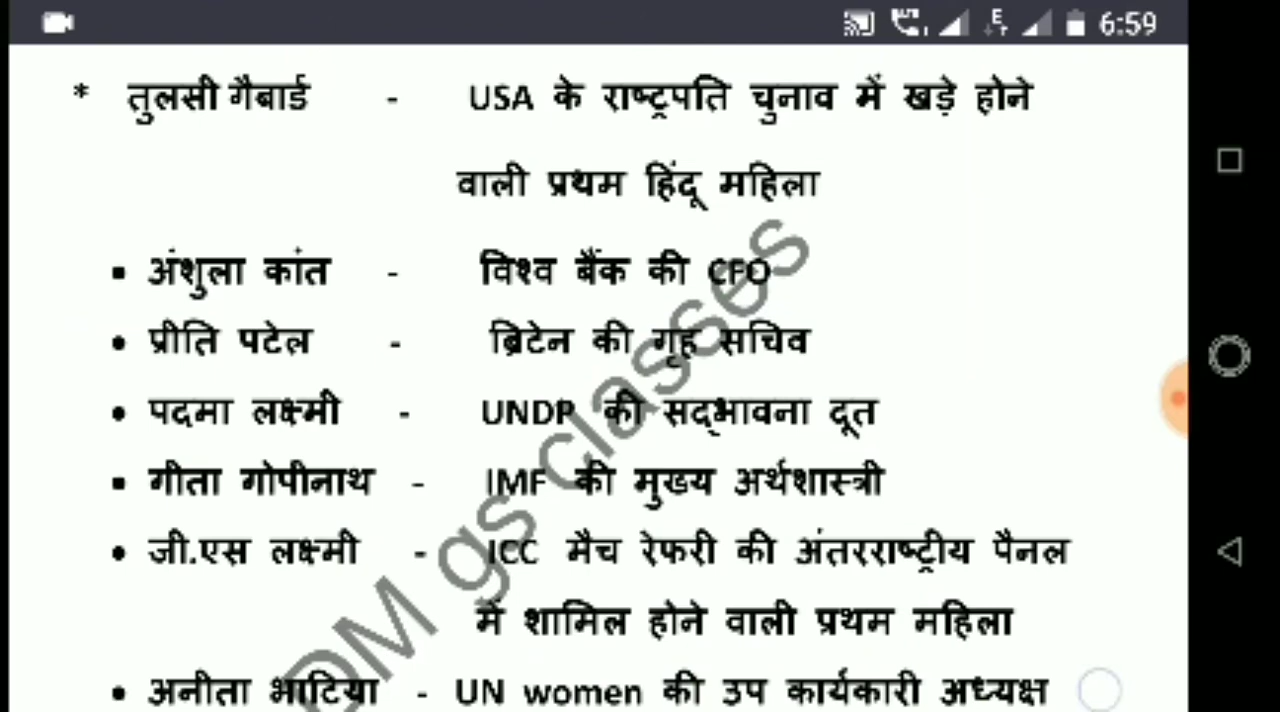 6:59
* तुलसी गैबार्ड - USA के राष्ट्रपति चुनाव में खड़े होने
वाली प्रथम हिंदू महिला
▪ अंशुला कांत - विश्व बैंक की CFO
• प्रीति पटेल - ब्रिटेन की गृह सचिव
• पदमा लक्ष्मी - UNDP की सद्भावना दूत
▪ गीता गोपीनाथ - IMF की मुख्य अर्थशास्त्री
• जी.एस लक्ष्मी - ICC मैच रेफरी की अंतरराष्ट्रीय पैनल
में शामिल होने वाली प्रथम महिला
• अनीता भाटिया - UN women की उप कार्यकारी अध्यक्ष
DM gs classes